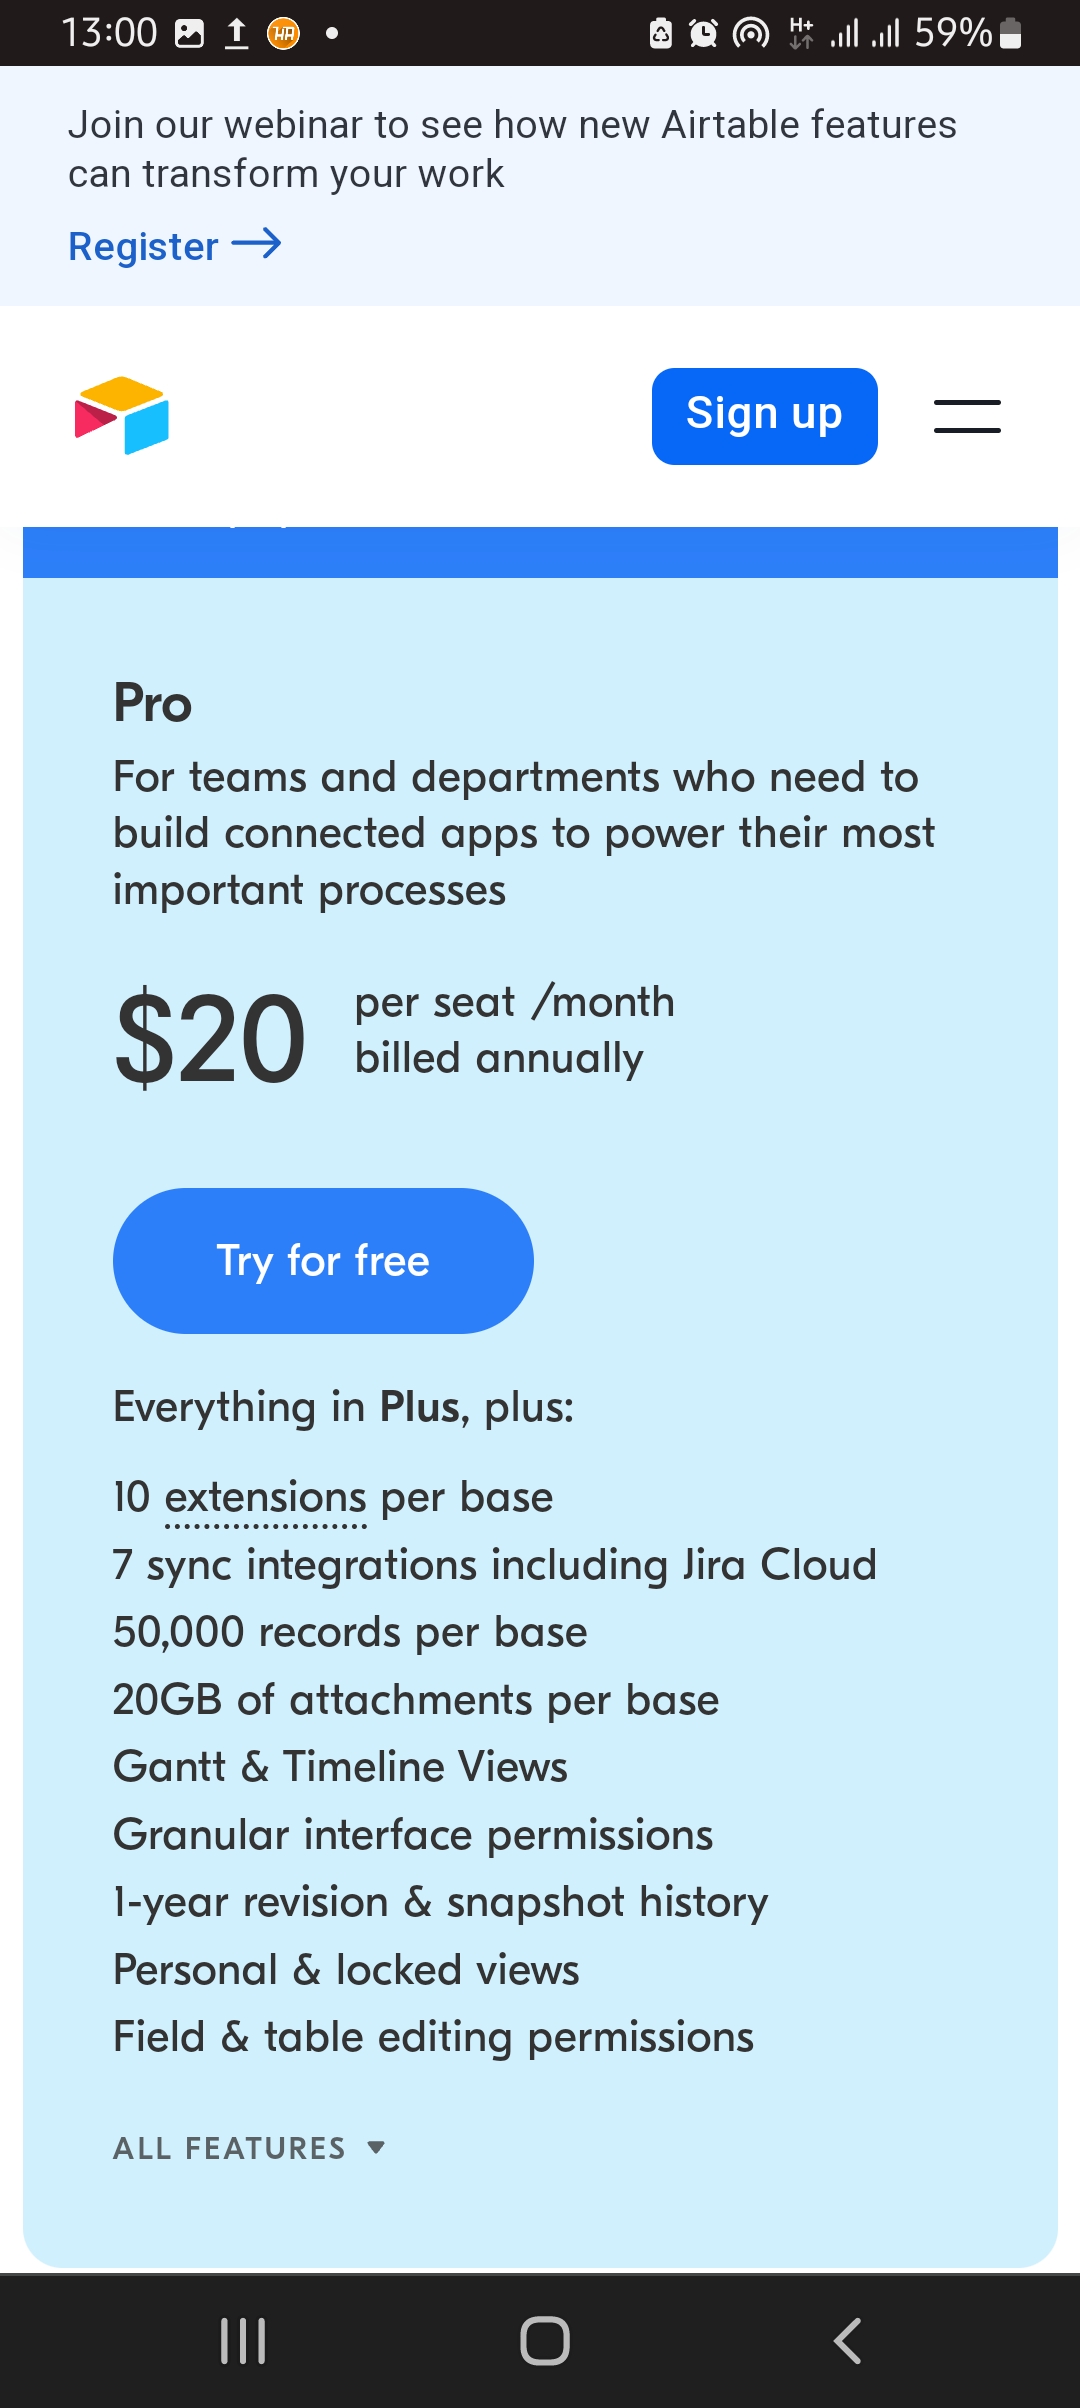 13:00
H+
59%
Join our webinar to see how new Airtable features
can transform your work
Register
Sign up
Pro
For teams and departments who need to
build connected apps to power their most
important processes
$20
per seat /month
billed annually
Try for free
Everything in Plus, plus:
10 extensions per base
7 sync integrations including Jira Cloud
50,000 records per base
20GB of attachments per base
Gantt & Timeline Views
Granular interface permissions
1-year revision & snapshot history
Personal & locked views
Field & table editing permissions
ALL FEATURES